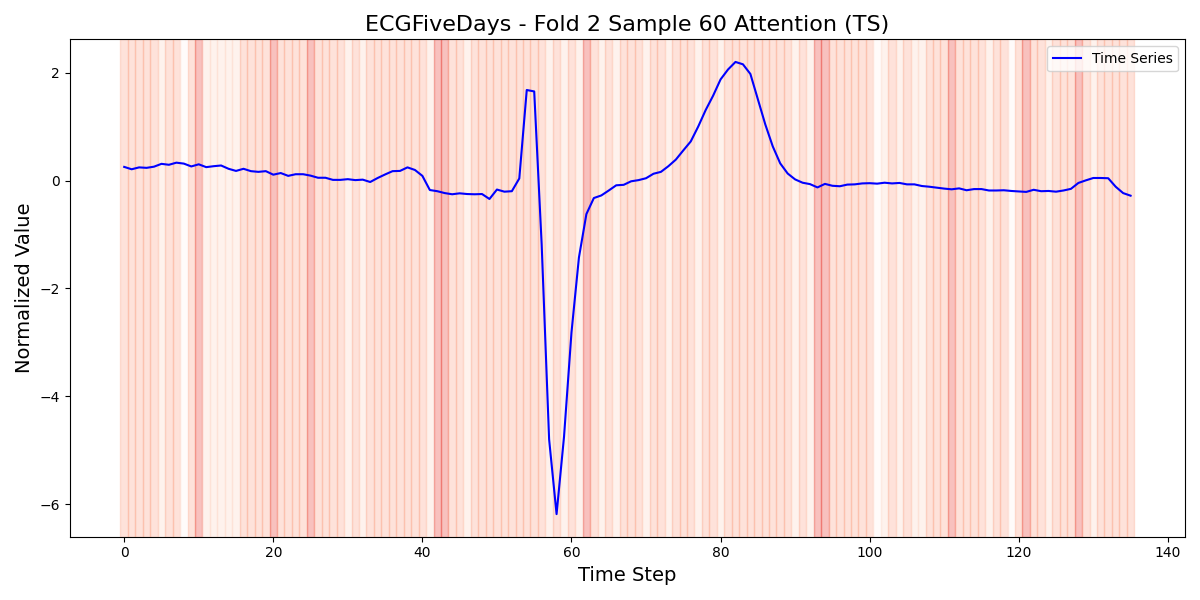 ECGFiveDays - Fold 2 Sample 60 Attention (TS)
Time Series
Normalized Value
2
0
−2
−4
−6
0 20 40 60 80 100 120 140
Time Step